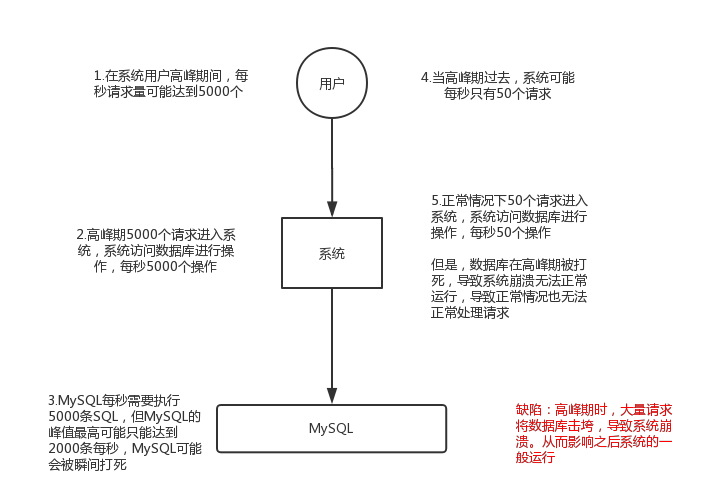 1.在系统用户高峰期间，每
秒请求量可能达到5000个
用户
4.当高峰期过去，系统可能
每秒只有50个请求
2.高峰期5000个请求进入系
统，系统访问数据库进行操
作，每秒5000个操作
系统
5.正常情况下50个请求进入
系统，系统访问数据库进行
操作，每秒50个操作
但是，数据库在高峰期被打
死，导致系统崩溃无法正常
运行，导致正常情况也无法
正常处理请求
3.MySQL每秒需要执行
5000条SQL，但MySQL的
峰值最高可能只能达到
2000条每秒，MySQL可能
会被瞬间打死
MySQL
缺陷：高峰期时，大量请求
将数据库击垮，导致系统崩
溃。从而影响之后系统的一
般运行